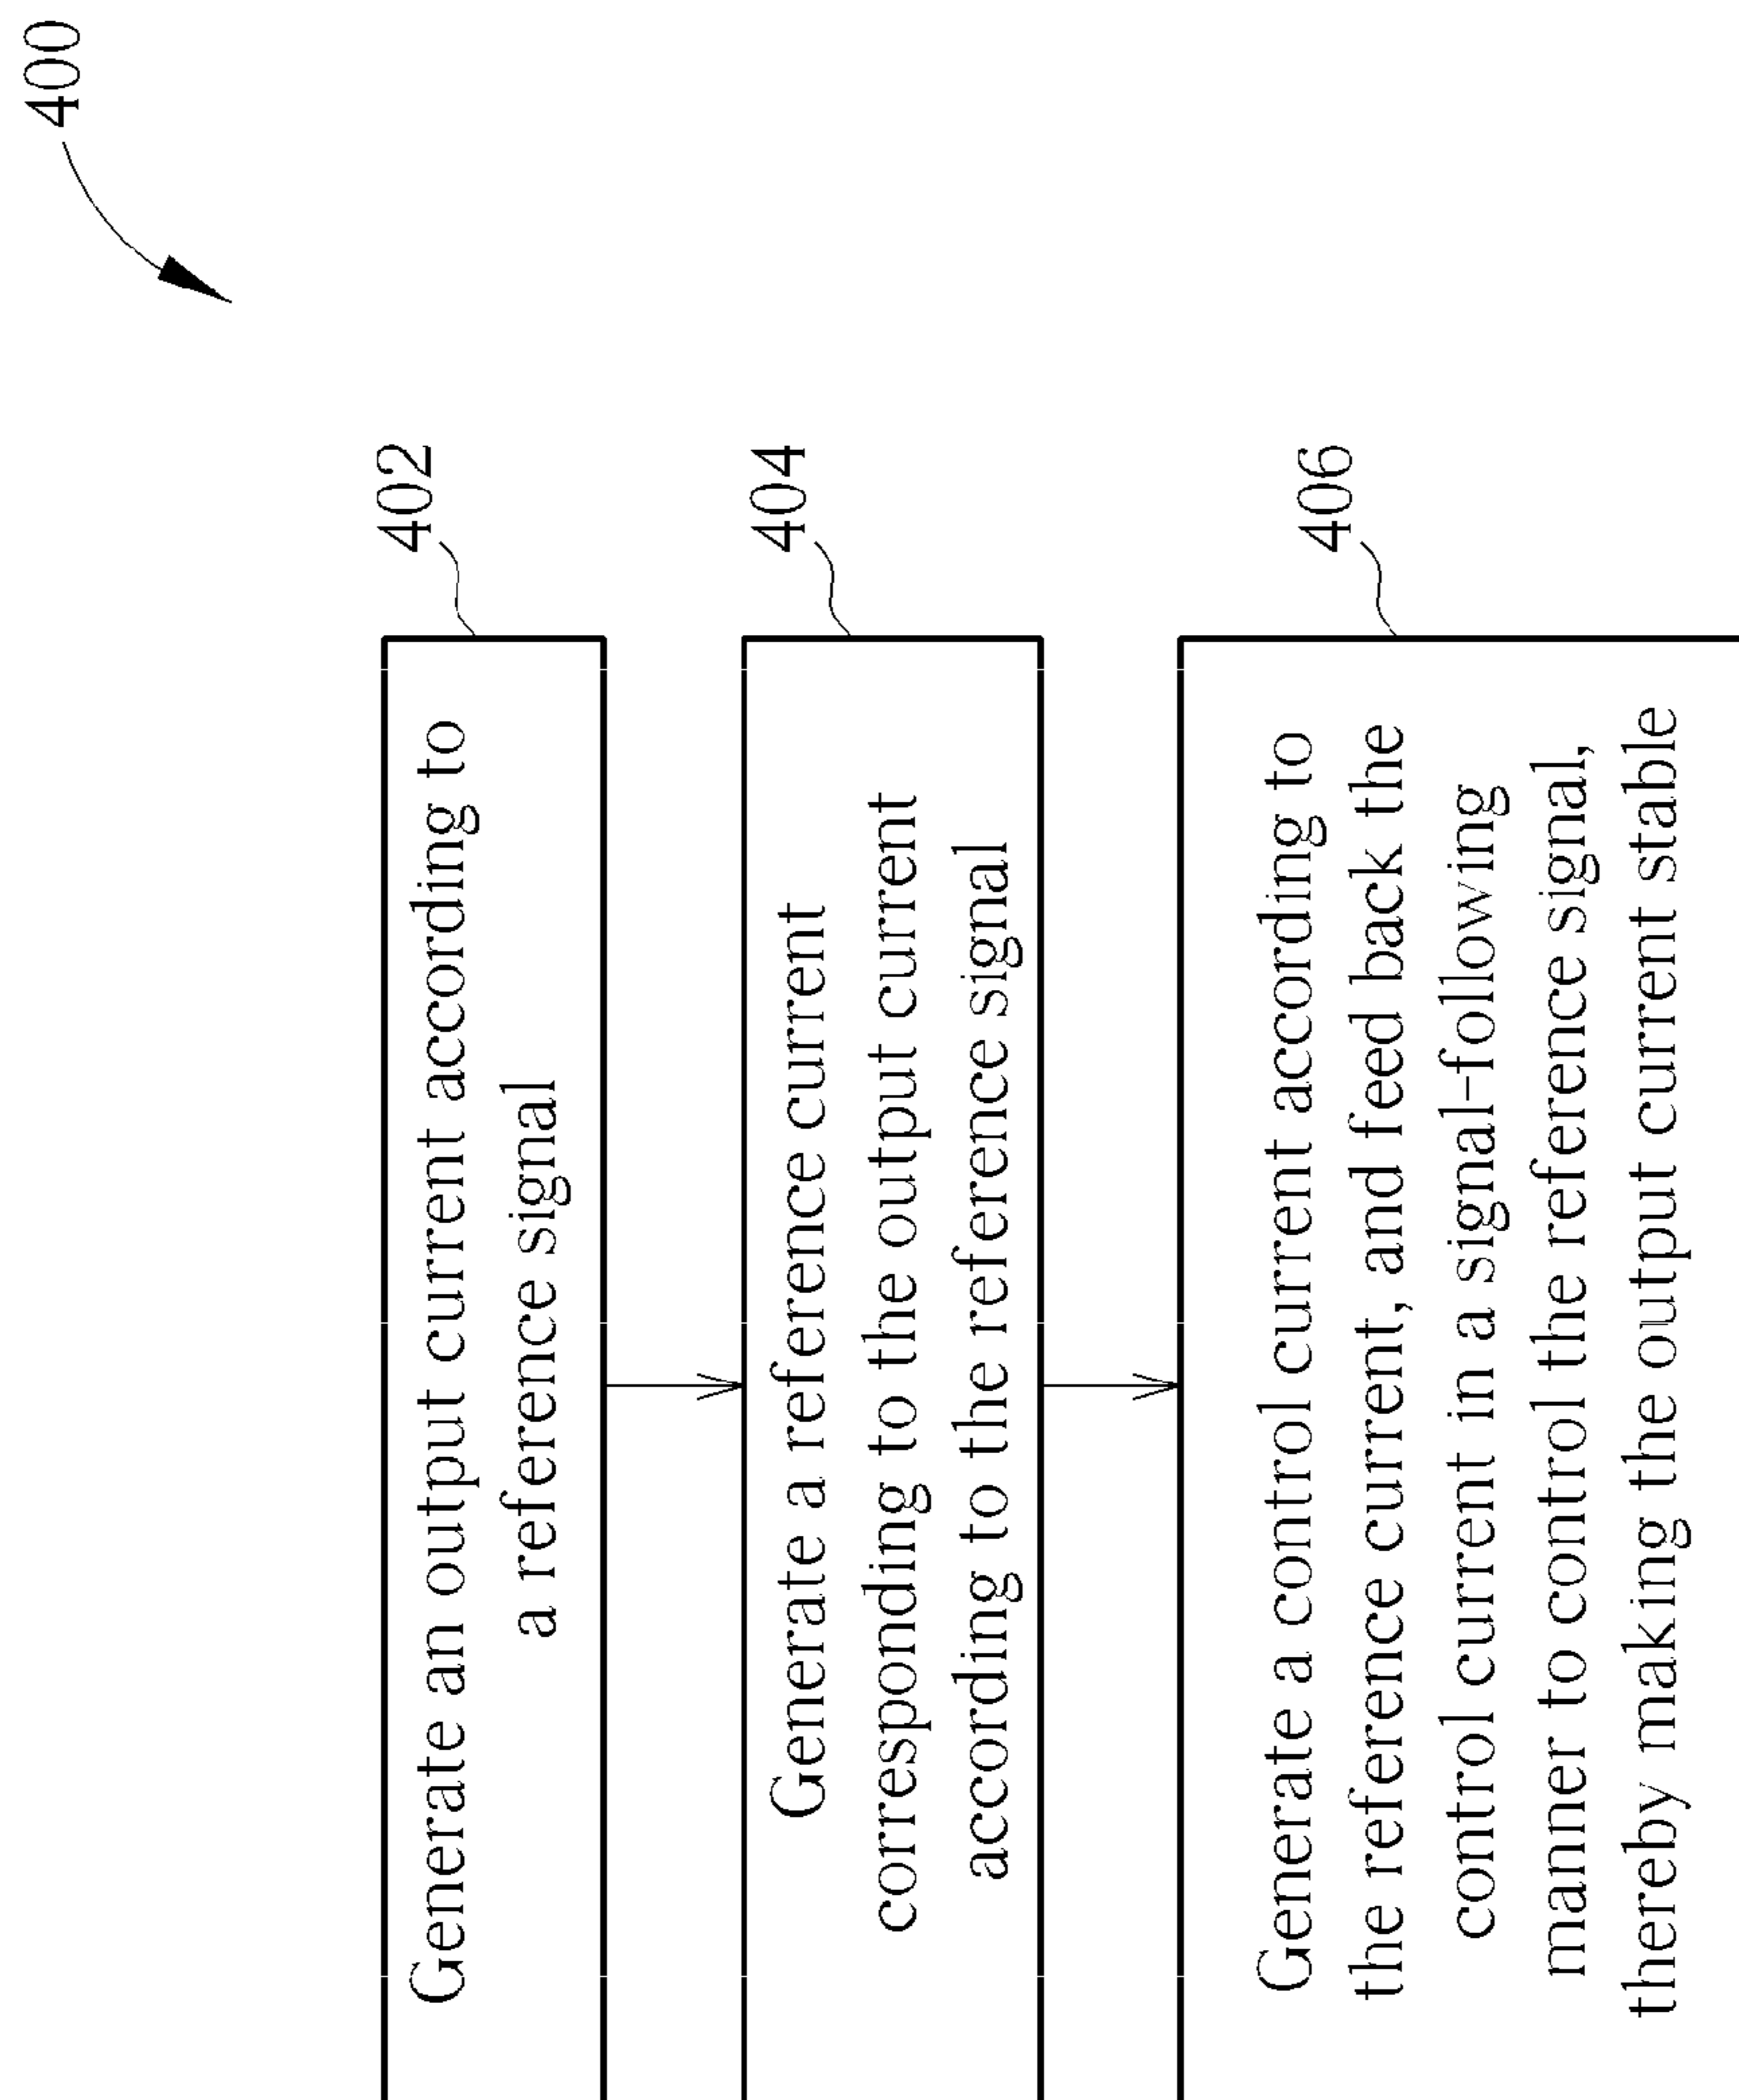 400
402
Generate an output current according to
a reference signal
404
Generate a reference current
corresponding to the output current
according to the reference signal
406
Generate a control current according to
the reference current, and feed back the
control current in a signal-following
manner to control the reference signal,
thereby making the output current stable